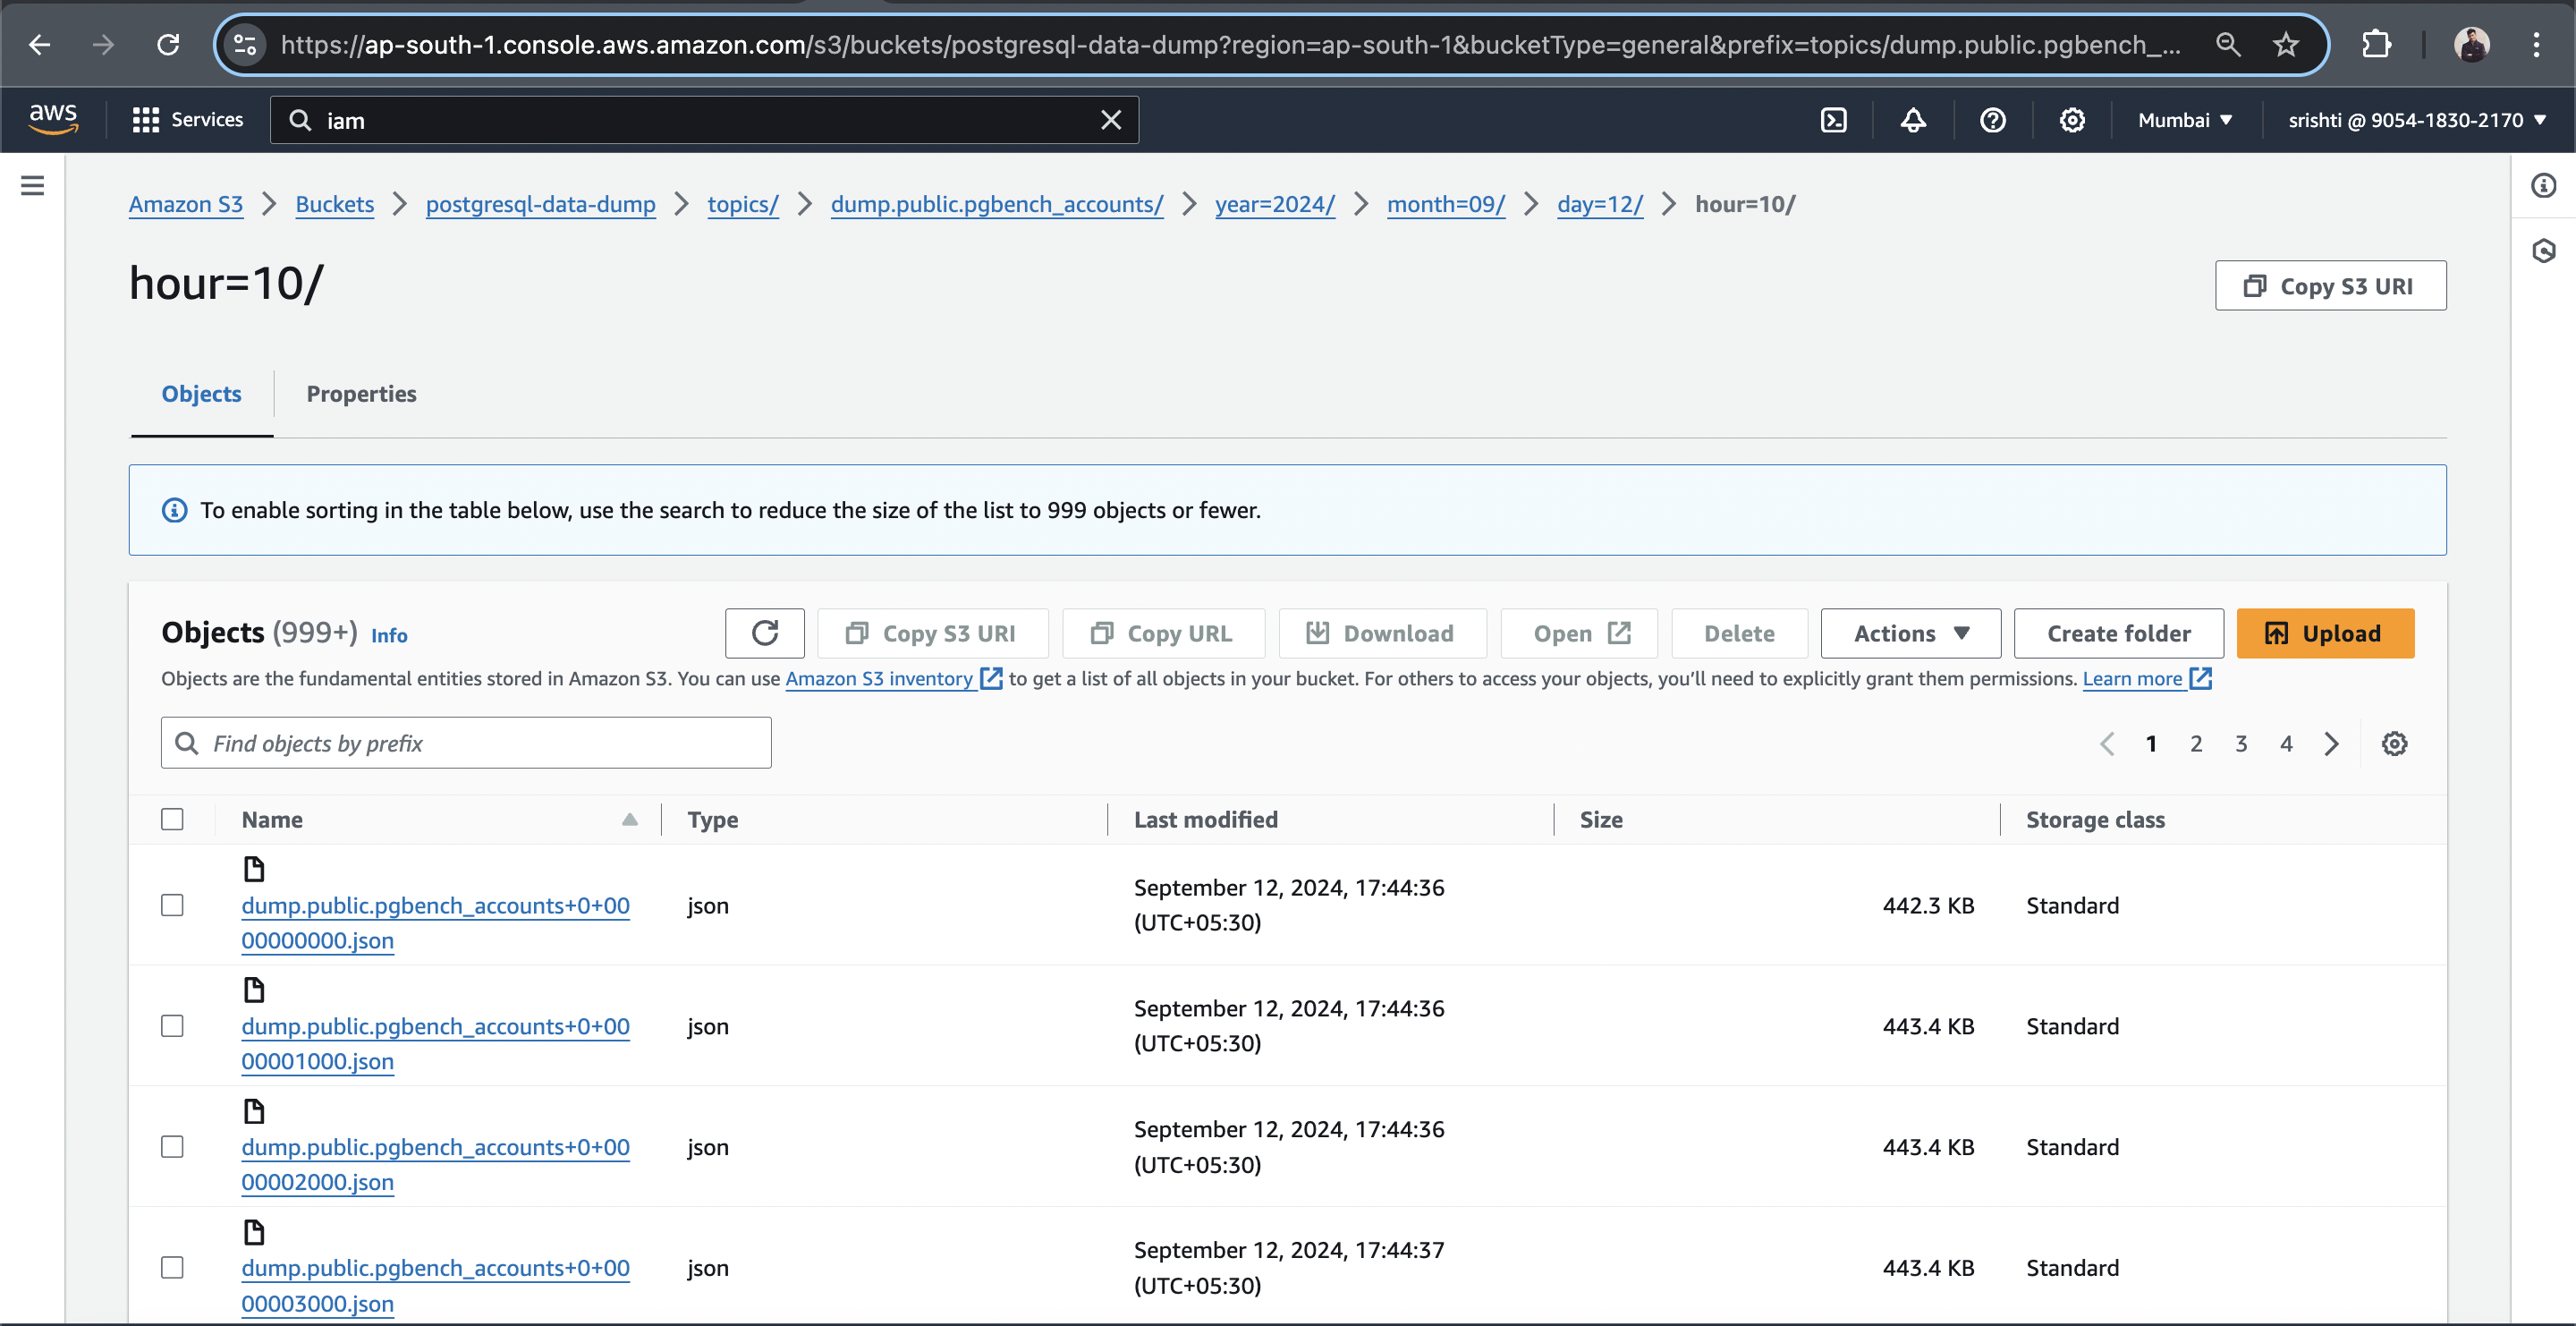 https://ap-south-1.console.aws.amazon.com/s3/buckets/postgresql-data-dump?region=ap-south-1&bucketType=general&prefix=topics/dump.public.pgbench_...
aws
Services
iam
Mumbai
srishti @ 9054-1830-2170
Amazon S3
Buckets
postgresql-data-dump
topics/
dump.public.pgbench_accounts/
year=2024/
month=09/
day=12/
hour=10/
hour=10/
Copy S3 URI
Objects
Properties
To enable sorting in the table below, use the search to reduce the size of the list to 999 objects or fewer.
Objects (999+) Info
Copy S3 URI
Copy URL
Download
Open
Delete
Actions
Create folder
Upload
Objects are the fundamental entities stored in Amazon S3. You can use Amazon S3 inventory to get a list of all objects in your bucket. For others to access your objects, you’ll need to explicitly grant them permissions. Learn more
Find objects by prefix
1 2 3 4
Name Type Last modified Size Storage class
dump.public.pgbench_accounts+0+00
00000000.json
json
September 12, 2024, 17:44:36
(UTC+05:30)
442.3 KB
Standard
dump.public.pgbench_accounts+0+00
00001000.json
json
September 12, 2024, 17:44:36
(UTC+05:30)
443.4 KB
Standard
dump.public.pgbench_accounts+0+00
00002000.json
json
September 12, 2024, 17:44:36
(UTC+05:30)
443.4 KB
Standard
dump.public.pgbench_accounts+0+00
00003000.json
json
September 12, 2024, 17:44:37
(UTC+05:30)
443.4 KB
Standard